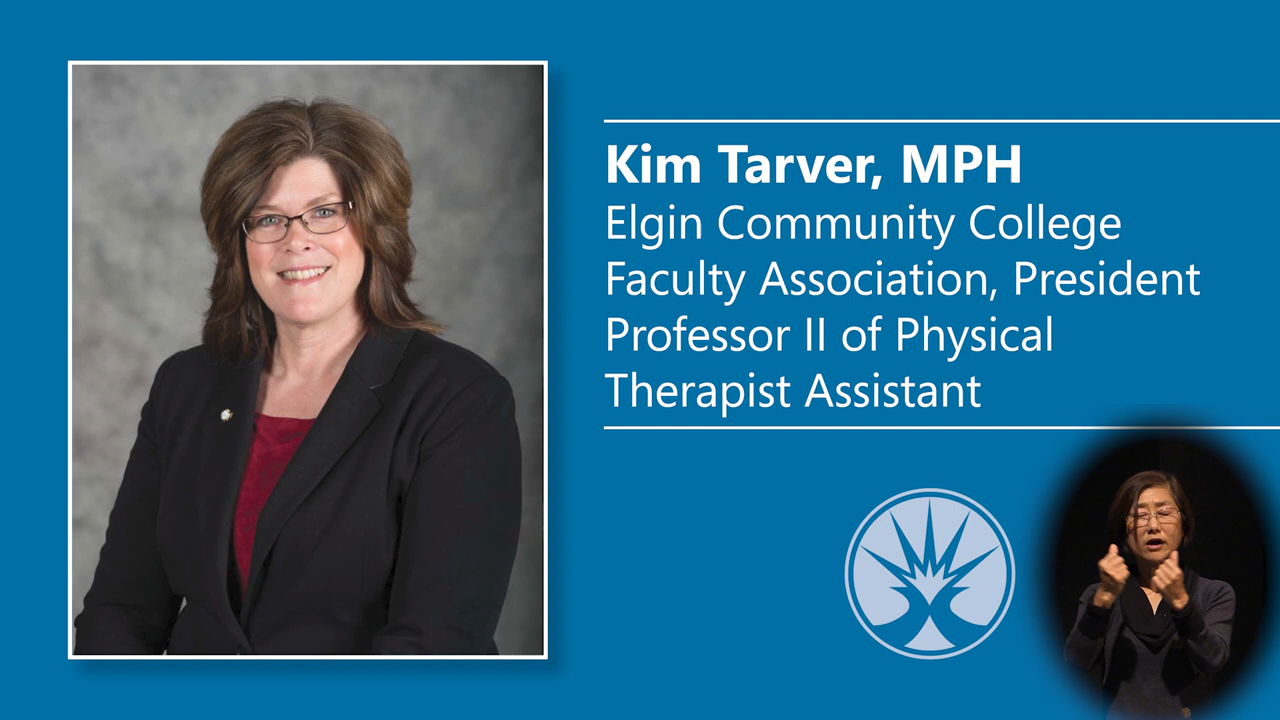 Kim Tarver, MPH
Elgin Community College
Faculty Association, President
Professor II of Physical
Therapist Assistant